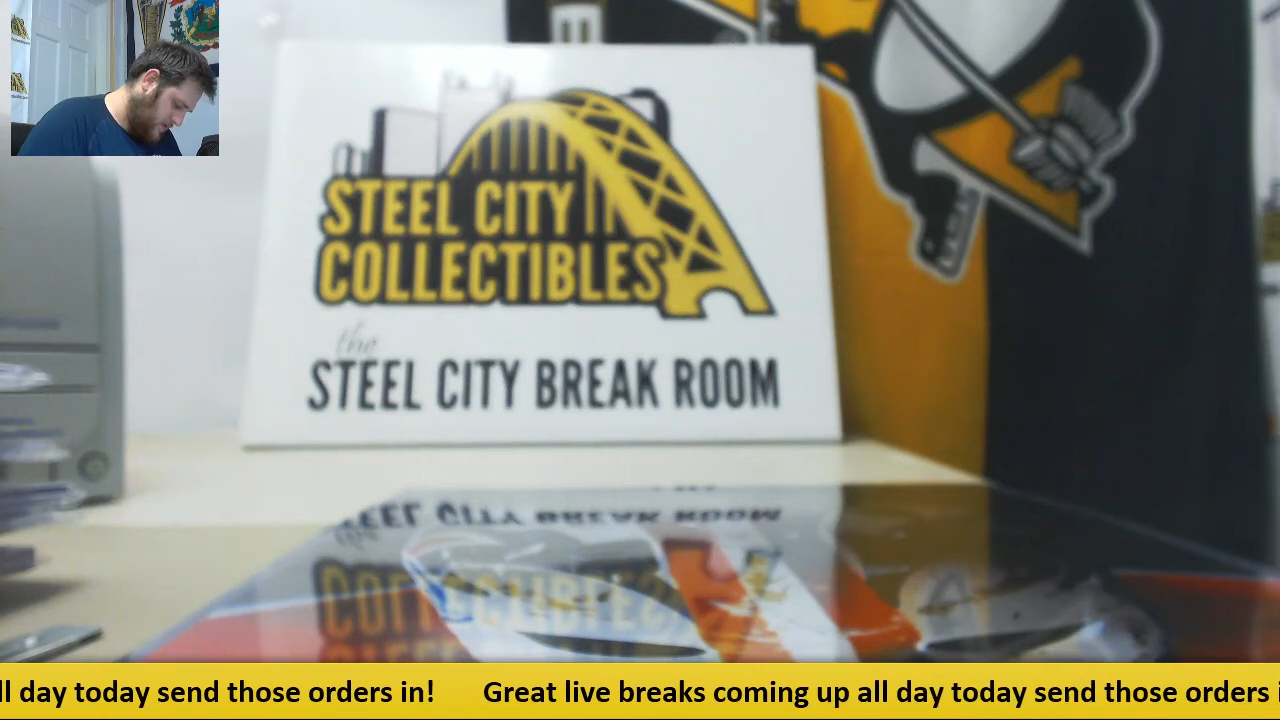 STEEL CITY
COLLECTIBLES
the
STEEL CITY BREAK ROOM
ll day today send those orders in! Great live breaks coming up all day today send those orders i